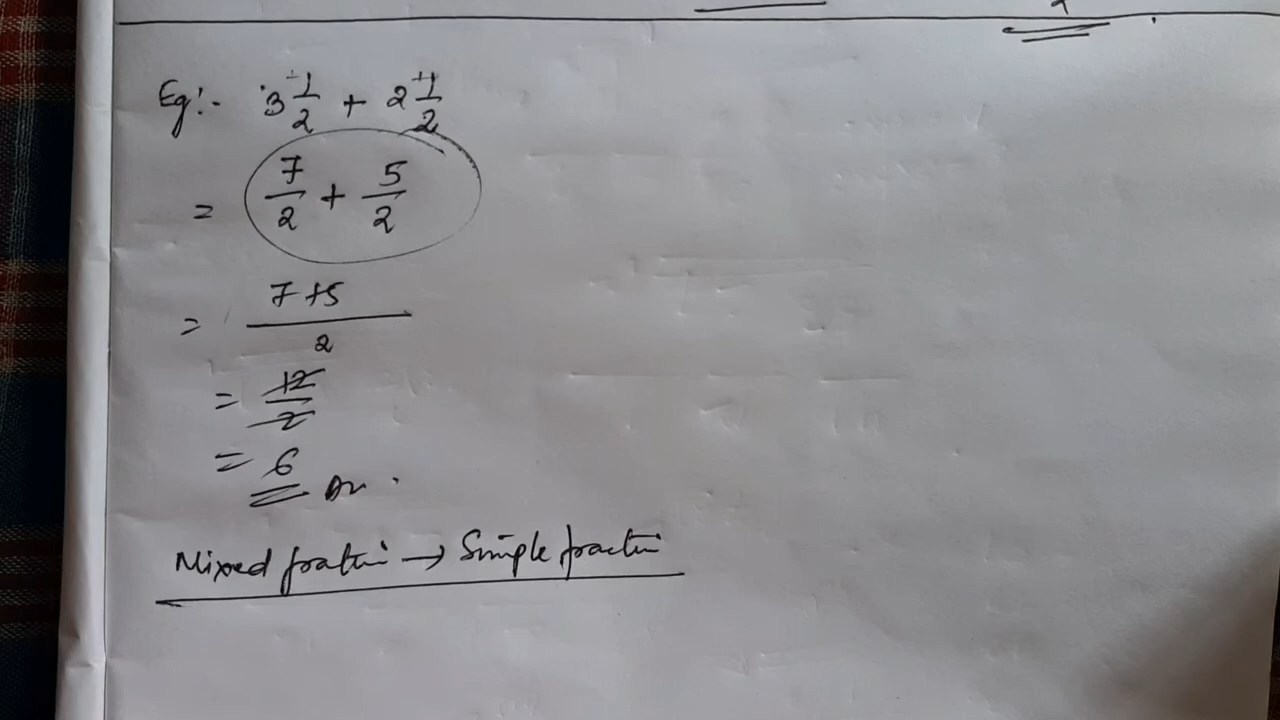 Eg:- 3 1/2 + 2 1/2
= 7/2 + 5/2
= 7+5/2
= 12/2
= 6
Mixed fraction → Simple fraction